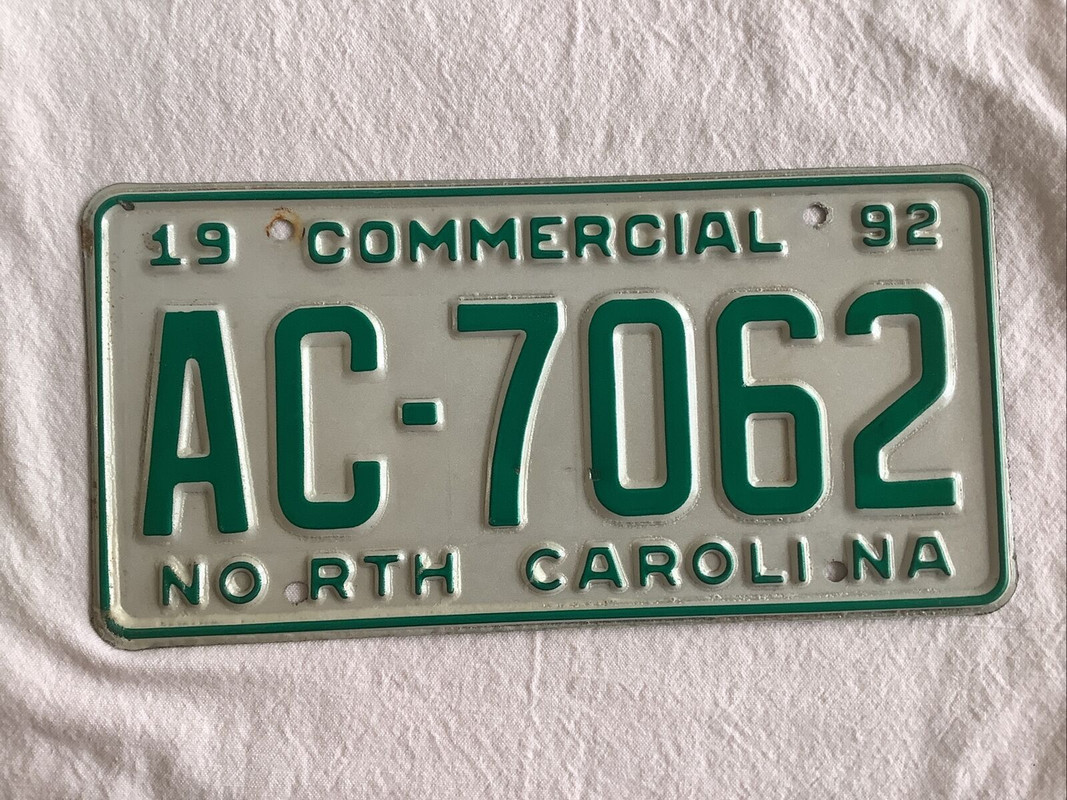 19 COMMERCIAL 92
AC-7062
NORTH CAROLINA